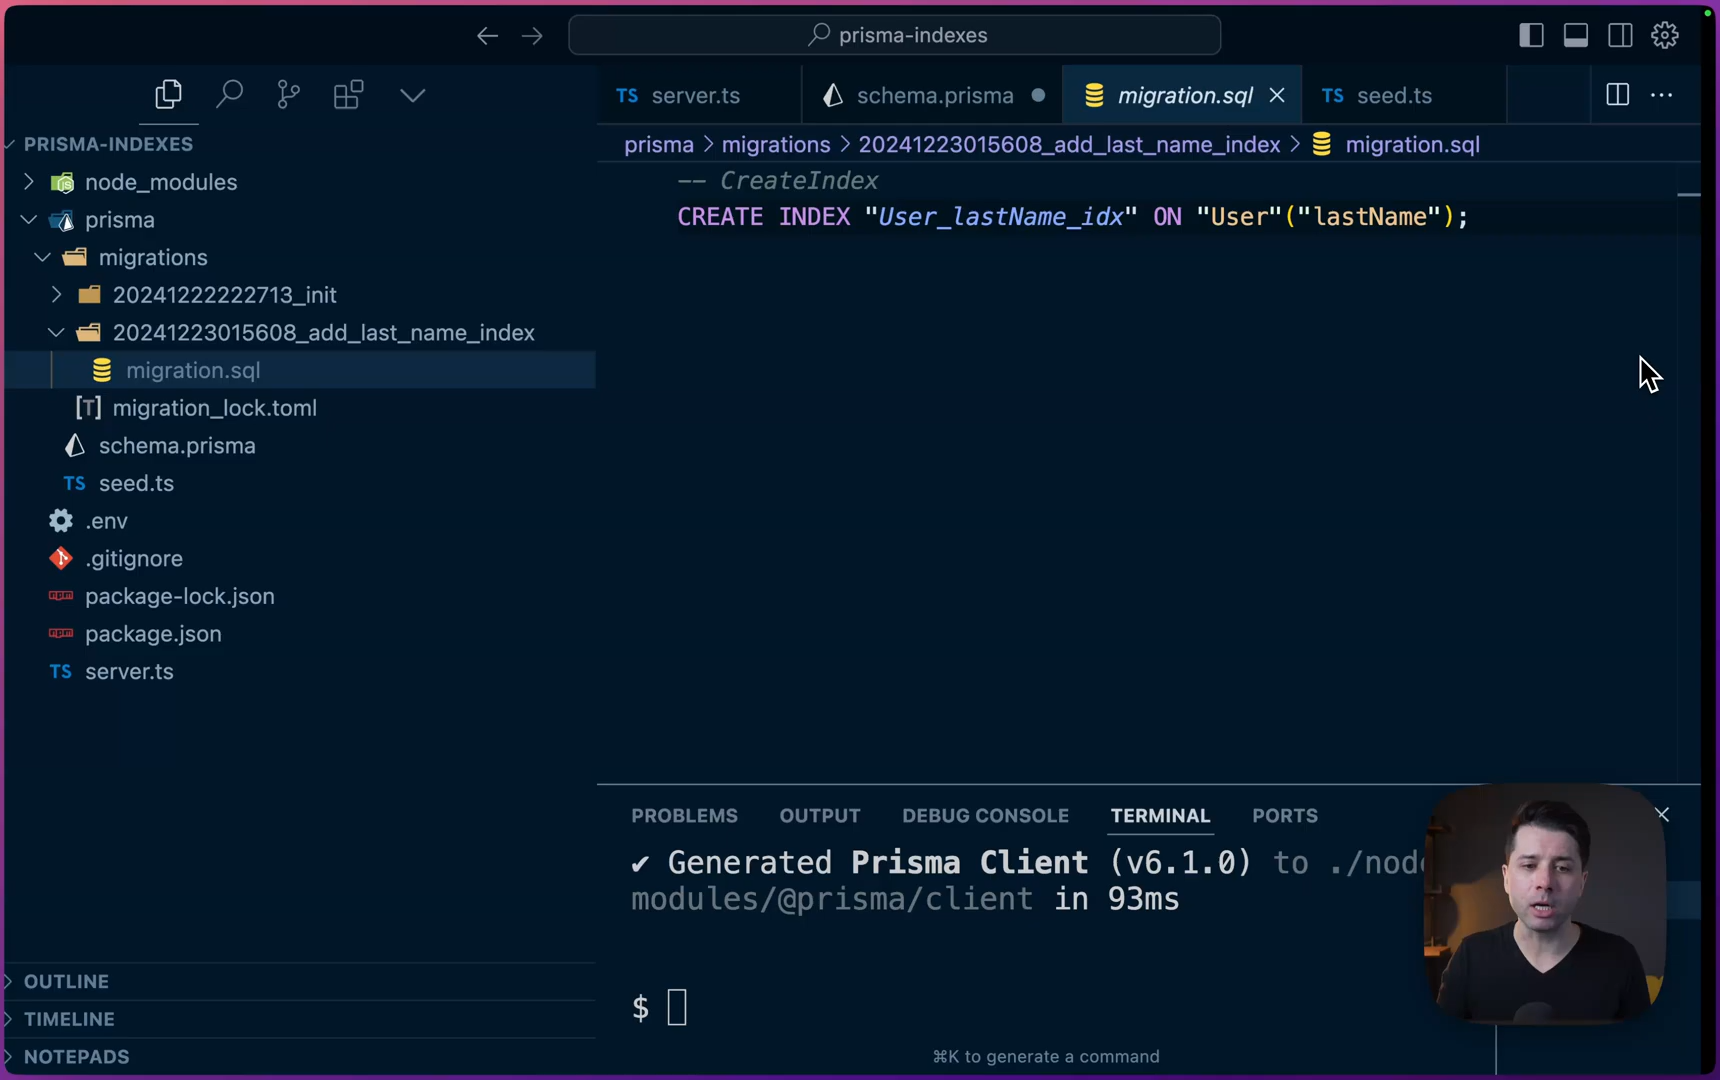 prisma-indexes
TS server.ts
schema.prisma
migration.sql
TS seed.ts
PRISMA-INDEXES
prisma > migrations > 20241223015608_add_last_name_index > migration.sql
node_modules
prisma
migrations
20241222222713_init
20241223015608_add_last_name_index
migration.sql
[T] migration_lock.toml
schema.prisma
TS seed.ts
.env
.gitignore
package-lock.json
package.json
TS server.ts
OUTLINE
TIMELINE
NOTEPADS
-- CreateIndex
CREATE INDEX "User_lastName_idx" ON "User"("lastName");
PROBLEMS OUTPUT DEBUG CONSOLE TERMINAL PORTS
✔ Generated Prisma Client (v6.1.0) to ./node
modules/@prisma/client in 93ms
$
⌘K to generate a command